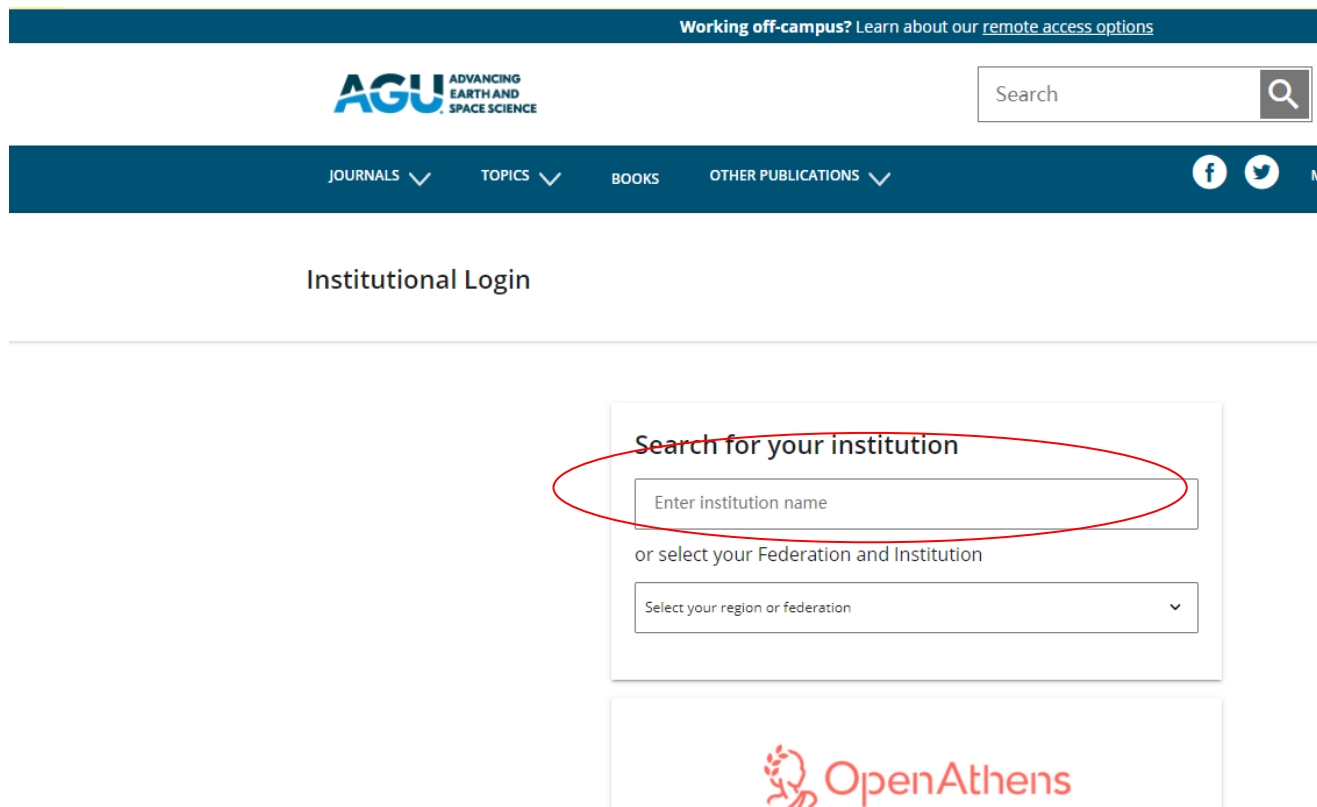 Working off-campus? Learn about our remote access options
AGU ADVANCING
EARTH AND
SPACE SCIENCE
Search
JOURNALS
TOPICS
BOOKS
OTHER PUBLICATIONS
Institutional Login
Search for your institution
Enter institution name
or select your Federation and Institution
Select your region or federation
OpenAthens